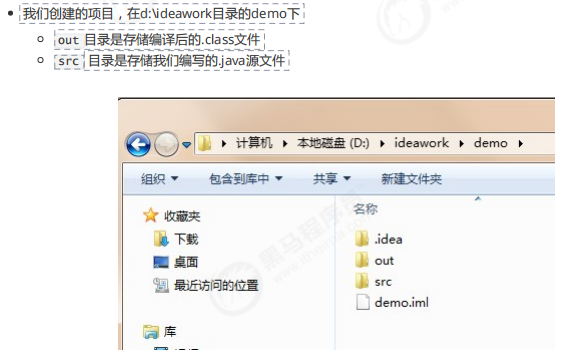 我们创建的项目，在d:\ideawork目录的demo下
out 目录是存储编译后的.class文件
src 目录是存储我们编写的.java源文件
计算机 本地磁盘 (D:) ideawork demo
组织 包含到库中 共享 新建文件夹
名称
收藏夹
下载
桌面
最近访问的位置
库
.idea
out
src
demo.iml
黑马程序员